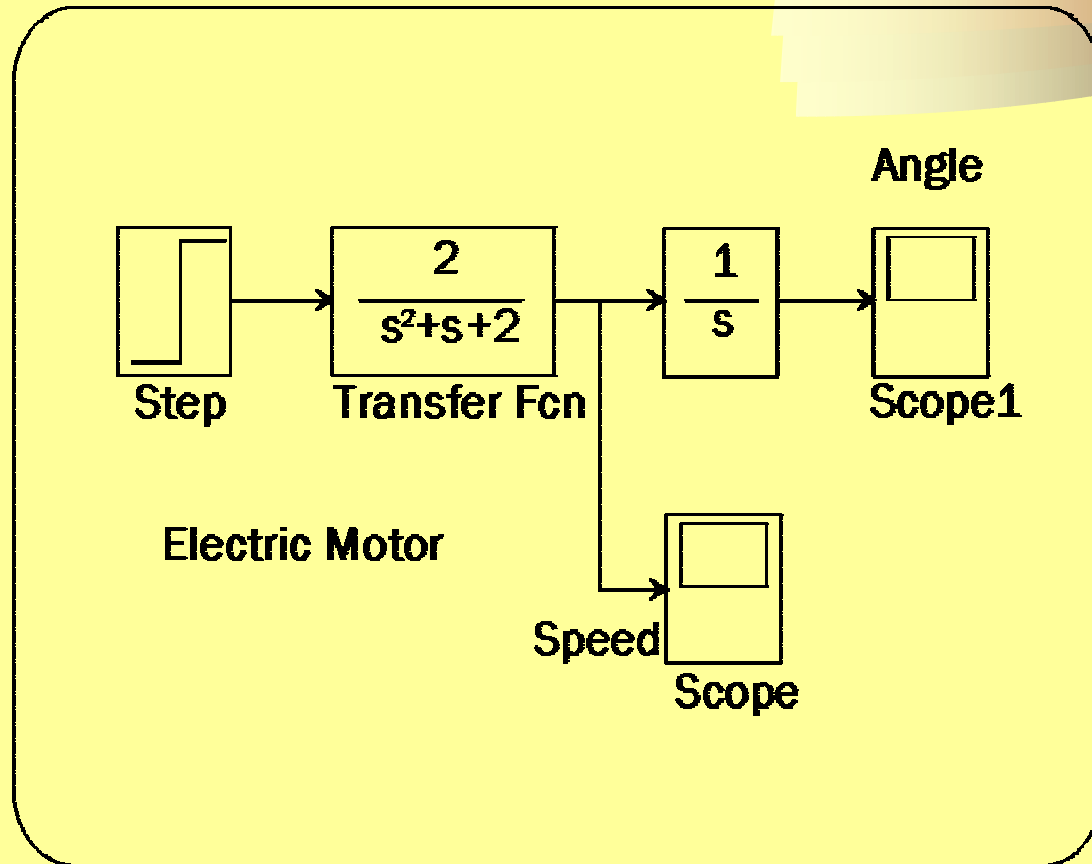 Angle
2
s²+s+2
1
s
Step
Transfer Fcn
Scope1
Electric Motor
Speed
Scope